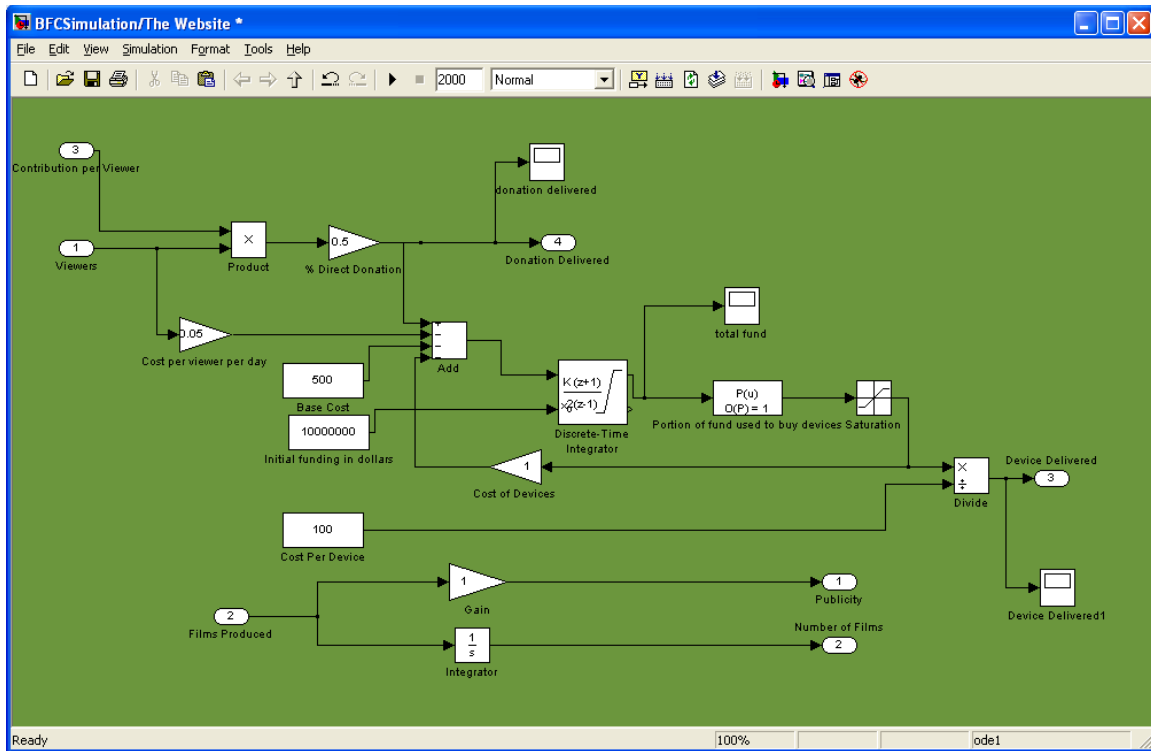 BFCSimulation/The Website *
File Edit View Simulation Format Tools Help
2000 Normal
3
Contribution per Viewer
donation delivered
1
Viewers
×
Product
0.5
% Direct Donation
4
Donation Delivered
0.05
Cost per viewer per day
+
−
−
−
Add
total fund
500
Base Cost
10000000
Initial funding in dollars
K(z+1)
2(z-1)
x0
Discrete-Time
Integrator
P(u)
O(P) = 1
Portion of fund used to buy devices
Saturation
1
Cost of Devices
×
÷
Divide
Device Delivered
3
100
Cost Per Device
Device Delivered1
2
Films Produced
1
Gain
1
Publicity
1
s
Integrator
Number of Films
2
Ready 100% ode1